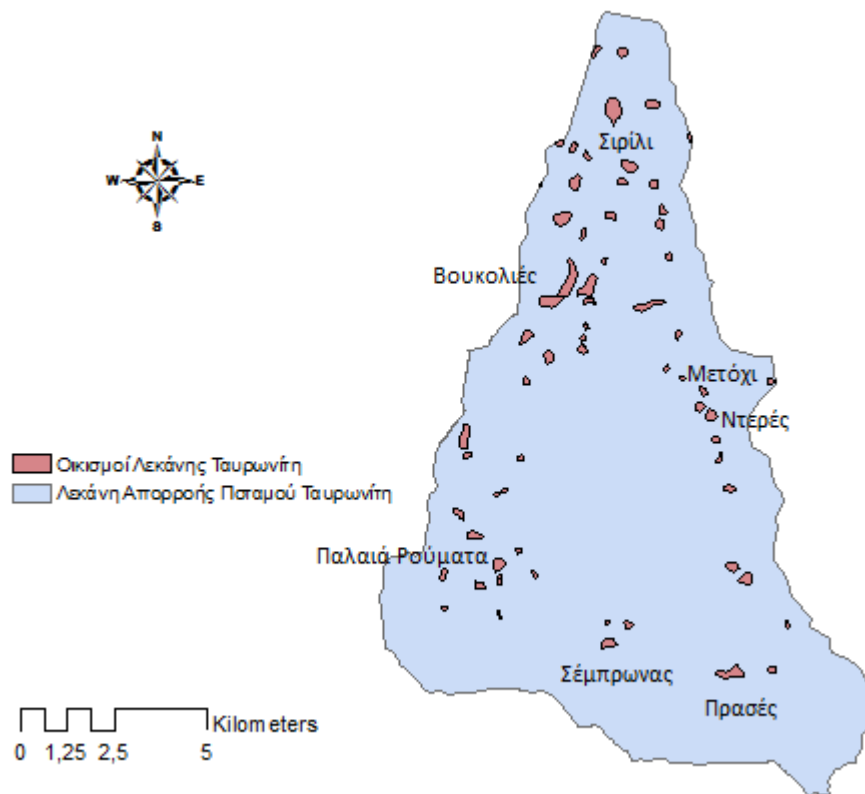 Σιρίλι
N
W E
S
Βουκολιές
Μετόχι
Ντερές
Οικισμοί Λεκάνης Ταυρωνίτη
Λεκάνη Απορροής Ποταμού Ταυρωνίτη
Παλαιά Ρούματα
Σέμπρωνας
Πρασές
Kilometers
0 1,25 2,5 5